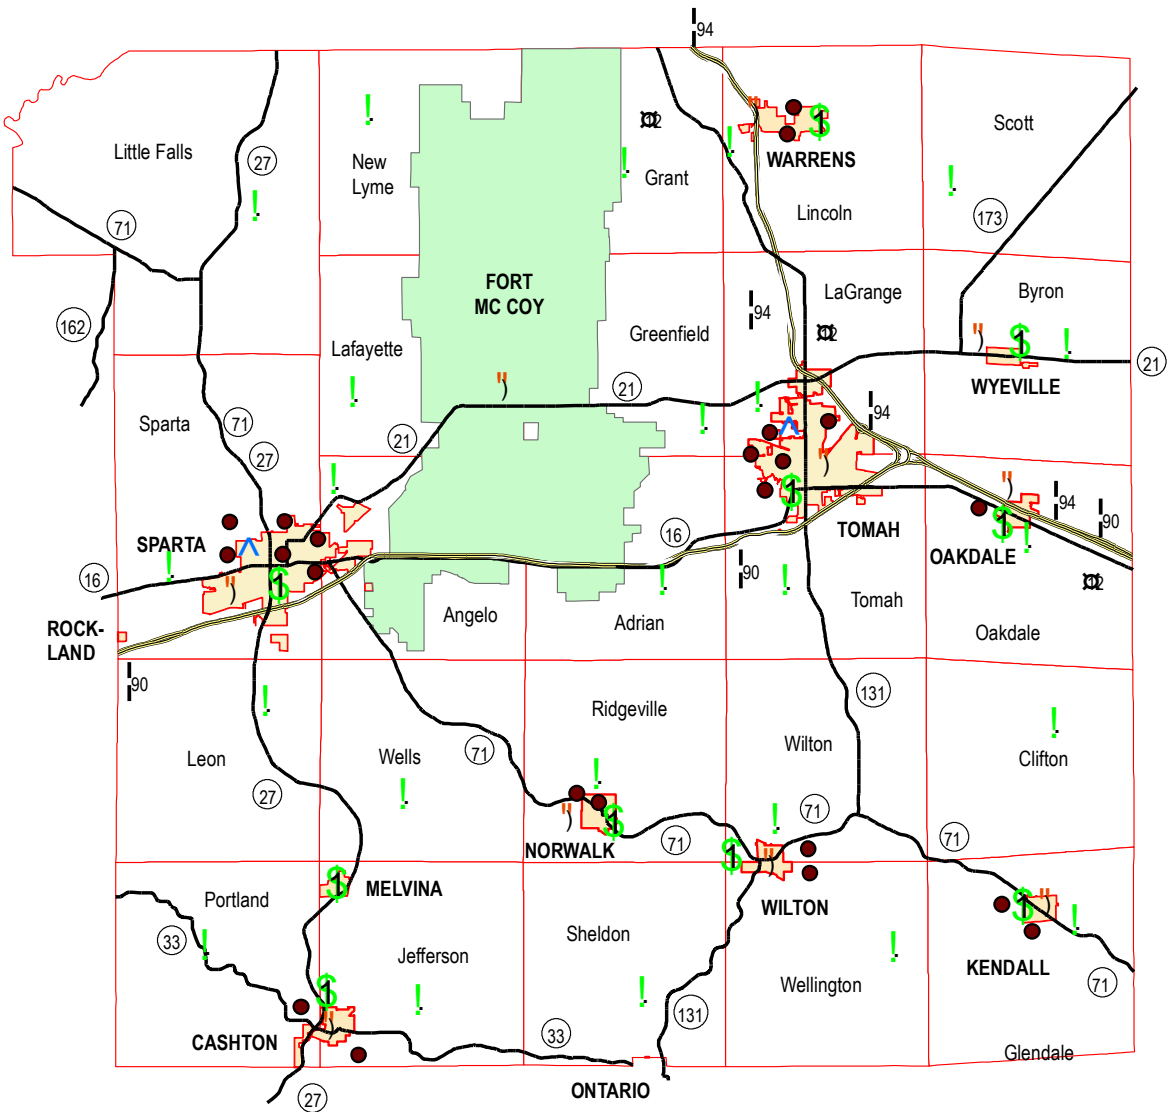 94
WARRENS
Scott
Little Falls
27
New
Lyme
Grant
Lincoln
71
173
FORT
MC COY
LaGrange
Byron
162
94
Greenfield
Lafayette
21
WYEVILLE
21
Sparta
71
94
21
27
94
16
TOMAH
90
SPARTA
OAKDALE
90
16
Tomah
Angelo
Adrian
Oakdale
ROCK-
LAND
90
131
Ridgeville
Wilton
Leon
Wells
71
Clifton
27
71
NORWALK
71
71
MELVINA
Portland
WILTON
33
Sheldon
Jefferson
KENDALL
Wellington
71
131
CASHTON
33
Glendale
ONTARIO
27